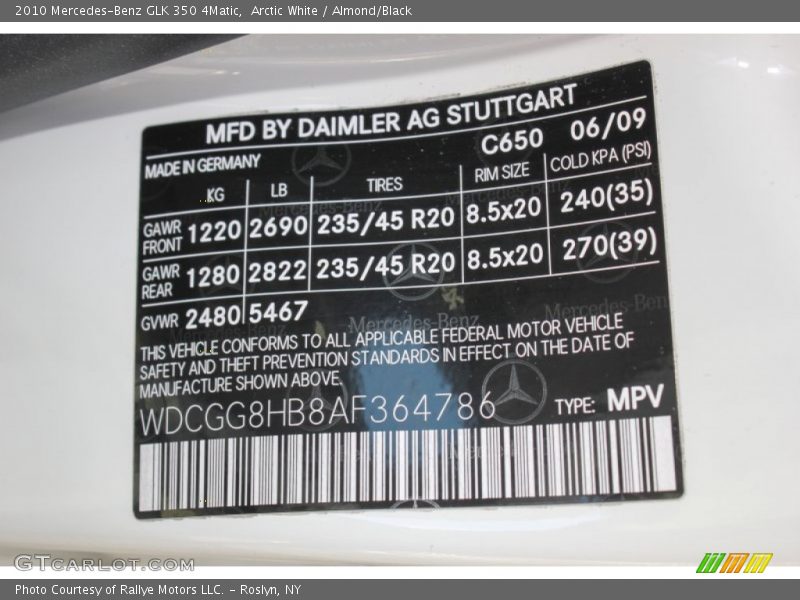 2010 Mercedes-Benz GLK 350 4Matic, Arctic White / Almond/Black
MFD BY DAIMLER AG STUTTGART
MADE IN GERMANY C650 06/09
KG LB TIRES RIM SIZE COLD KPA (PSI)
GAWR FRONT 1220 2690 235/45 R20 8.5x20 240(35)
GAWR REAR 1280 2822 235/45 R20 8.5x20 270(39)
GVWR 2480 5467
Mercedes-Benz Mercedes-Ben
THIS VEHICLE CONFORMS TO ALL APPLICABLE FEDERAL MOTOR VEHICLE
SAFETY AND THEFT PREVENTION STANDARDS IN EFFECT ON THE DATE OF
MANUFACTURE SHOWN ABOVE.
WDCGG8HB8AF364786 TYPE: MPV
GTcarlot.com
Photo Courtesy of Rallye Motors LLC. - Roslyn, NY